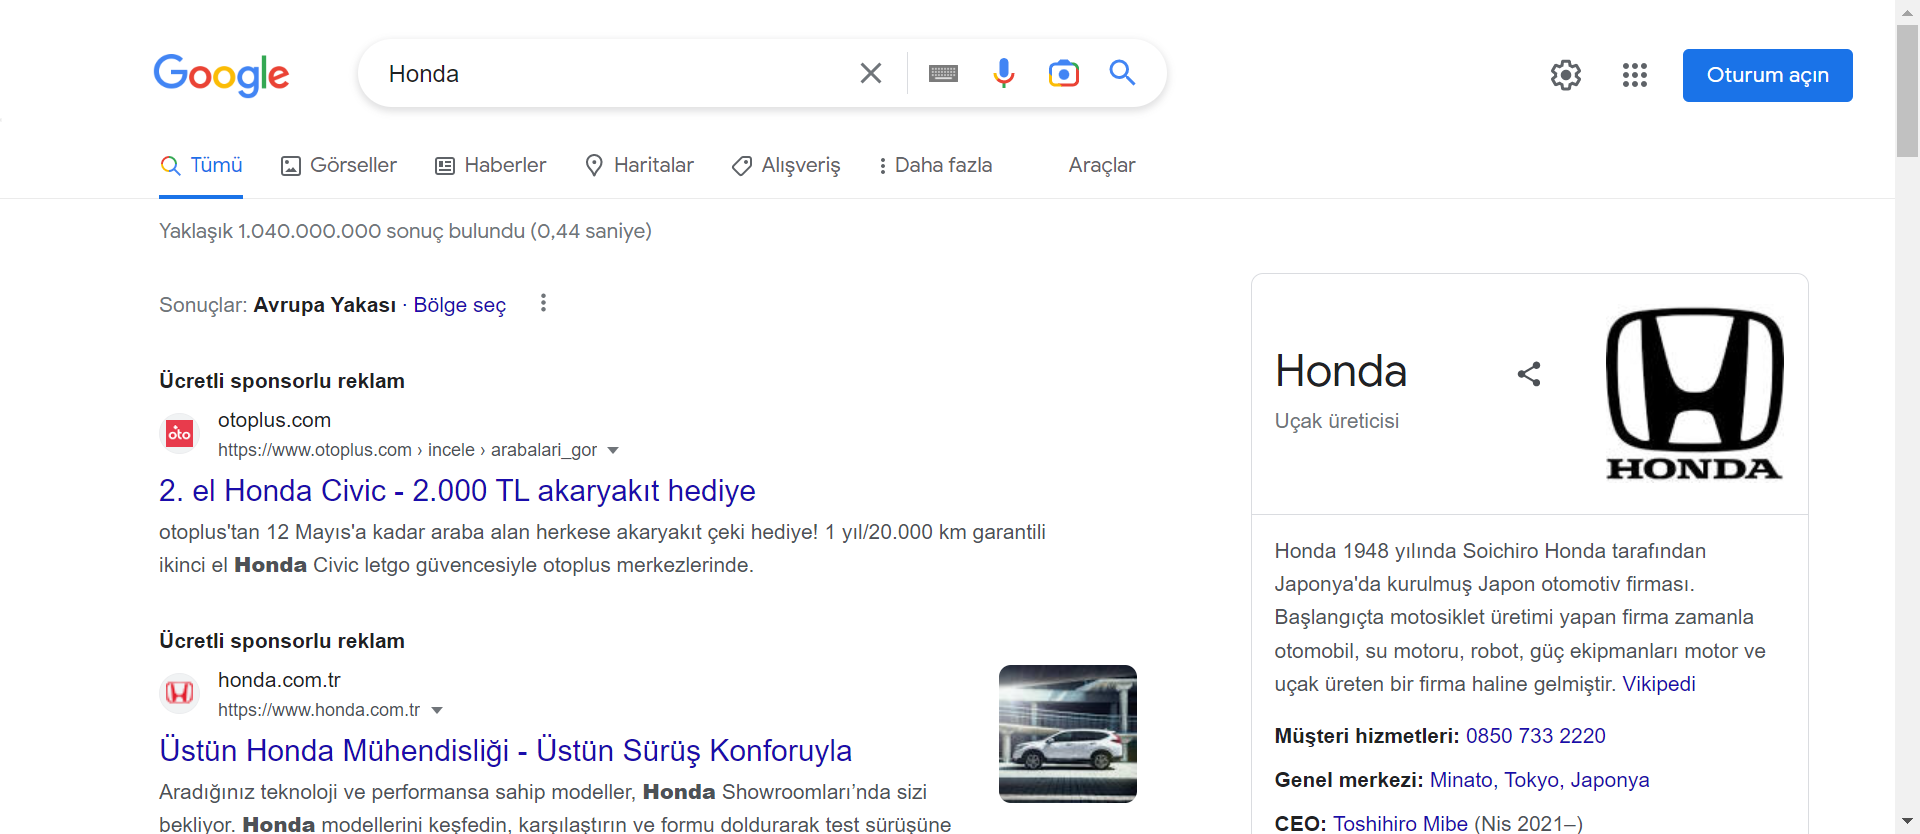 Google
Honda
Oturum açın
Tümü
Görseller
Haberler
Haritalar
Alışveriş
Daha fazla
Araçlar
Yaklaşık 1.040.000.000 sonuç bulundu (0,44 saniye)
Sonuçlar: Avrupa Yakası · Bölge seç
Ücretli sponsorlu reklam
oto
otoplus.com
https://www.otoplus.com › incele › arabalari_gor
2. el Honda Civic - 2.000 TL akaryakıt hediye
otoplus'tan 12 Mayıs'a kadar araba alan herkese akaryakıt çeki hediye! 1 yıl/20.000 km garantili
ikinci el Honda Civic letgo güvencesiyle otoplus merkezlerinde.
Ücretli sponsorlu reklam
honda.com.tr
https://www.honda.com.tr
Üstün Honda Mühendisliği - Üstün Sürüş Konforuyla
Aradığınız teknoloji ve performansa sahip modeller, Honda Showroomları’nda sizi
bekliyor. Honda modellerini keşfedin, karşılaştırın ve formu doldurarak test sürüşüne
Honda
Uçak üreticisi
HONDA
Honda 1948 yılında Soichiro Honda tarafından
Japonya'da kurulmuş Japon otomotiv firması.
Başlangıçta motosiklet üretimi yapan firma zamanla
otomobil, su motoru, robot, güç ekipmanları motor ve
uçak üreten bir firma haline gelmiştir. Vikipedi
Müşteri hizmetleri: 0850 733 2220
Genel merkezi: Minato, Tokyo, Japonya
CEO: Toshihiro Mibe (Nis 2021–)